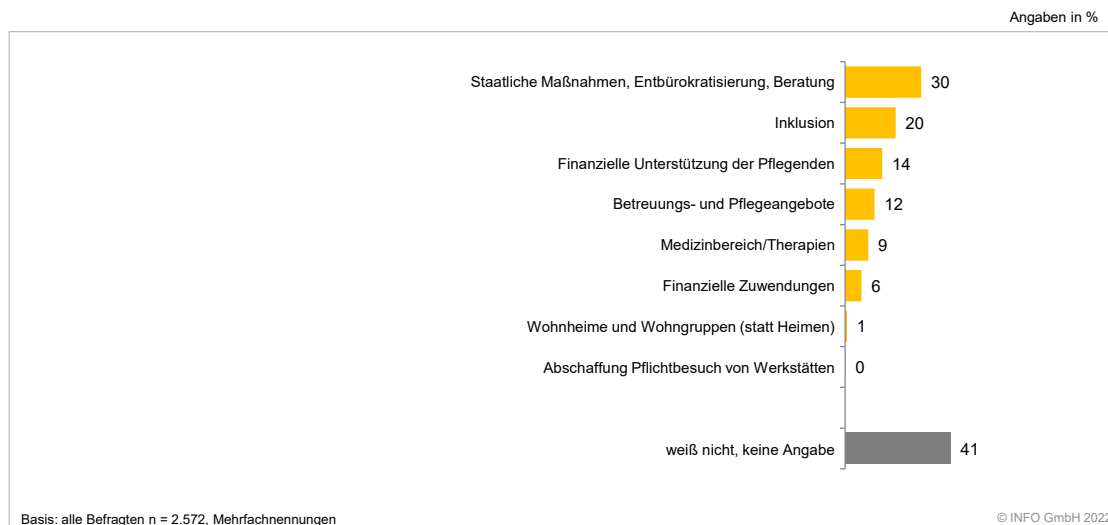 Angaben in %
Staatliche Maßnahmen, Entbürokratisierung, Beratung 30
Inklusion 20
Finanzielle Unterstützung der Pflegenden 14
Betreuungs- und Pflegeangebote 12
Medizinbereich/Therapien 9
Finanzielle Zuwendungen 6
Wohnheime und Wohngruppen (statt Heimen) 1
Abschaffung Pflichtbesuch von Werkstätten 0
weiß nicht, keine Angabe 41
Basis: alle Befragten n = 2.572, Mehrfachnennungen
© INFO GmbH 2022